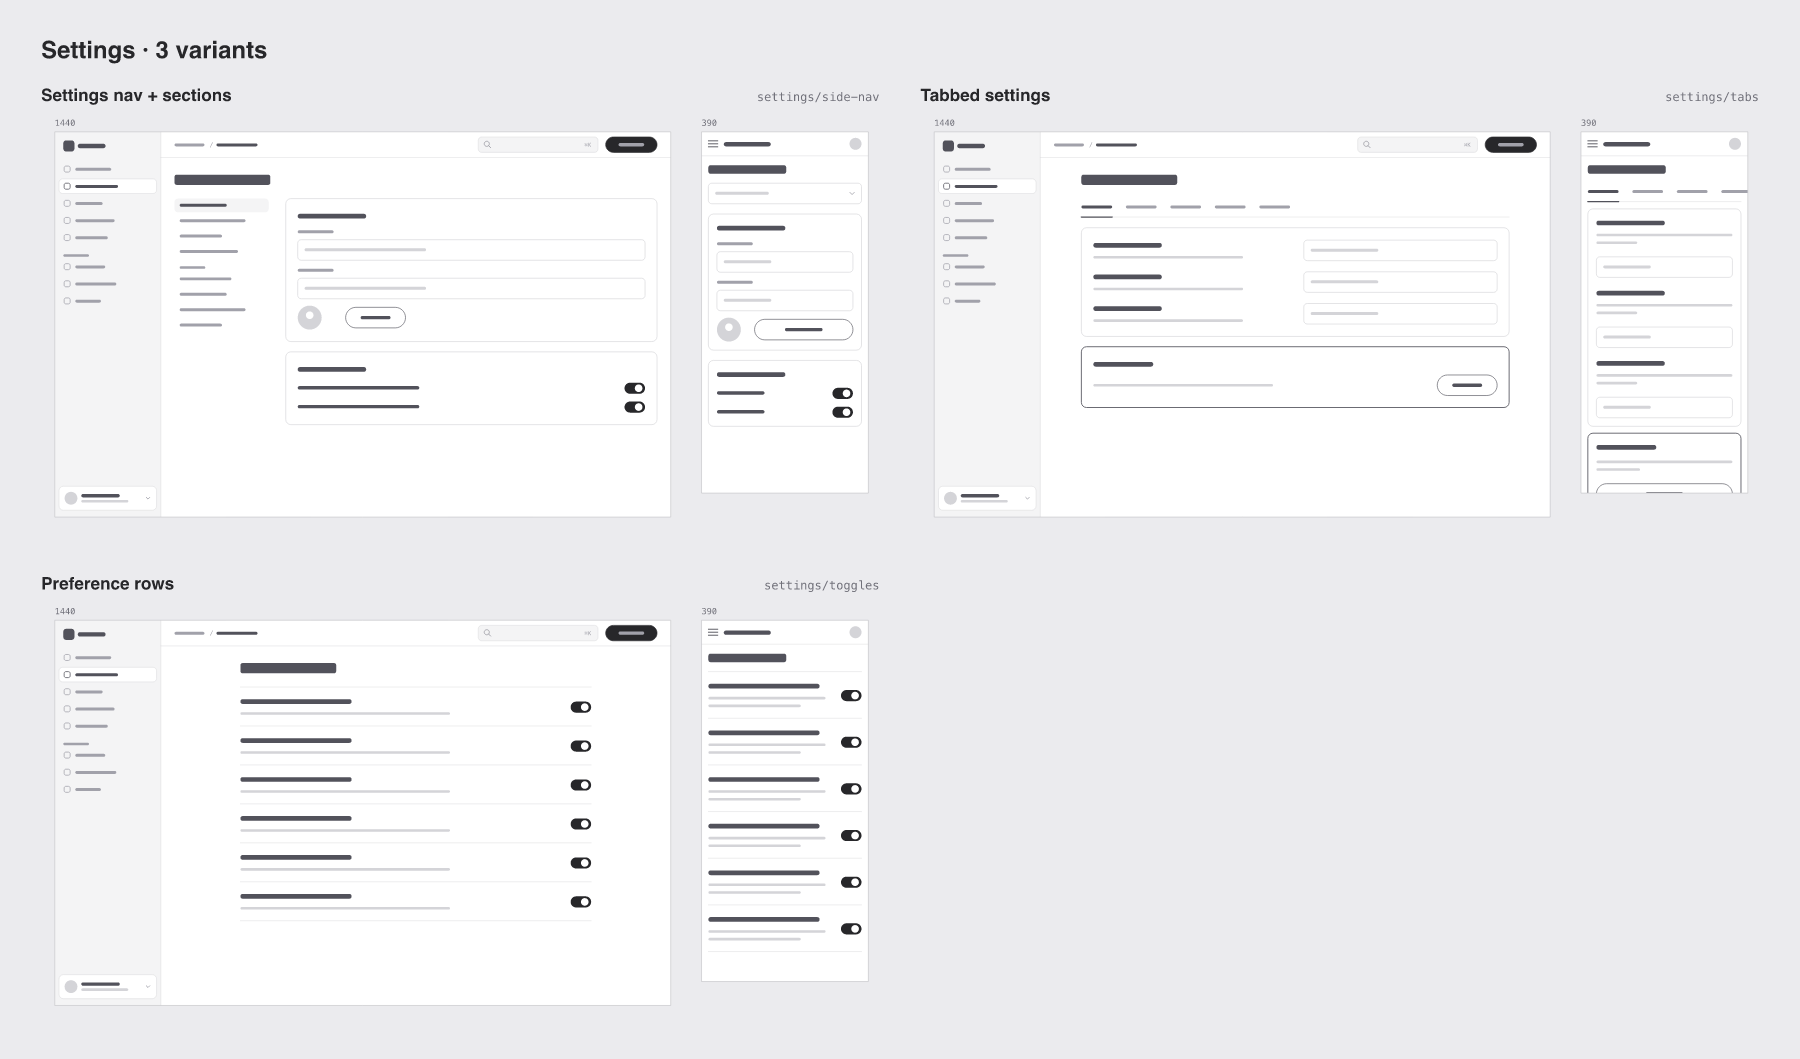 Settings · 3 variants
Settings nav + sections
settings/side-nav
1440
/
⌘K
390
Tabbed settings
settings/tabs
1440
/
⌘K
390
Preference rows
settings/toggles
1440
/
⌘K
390